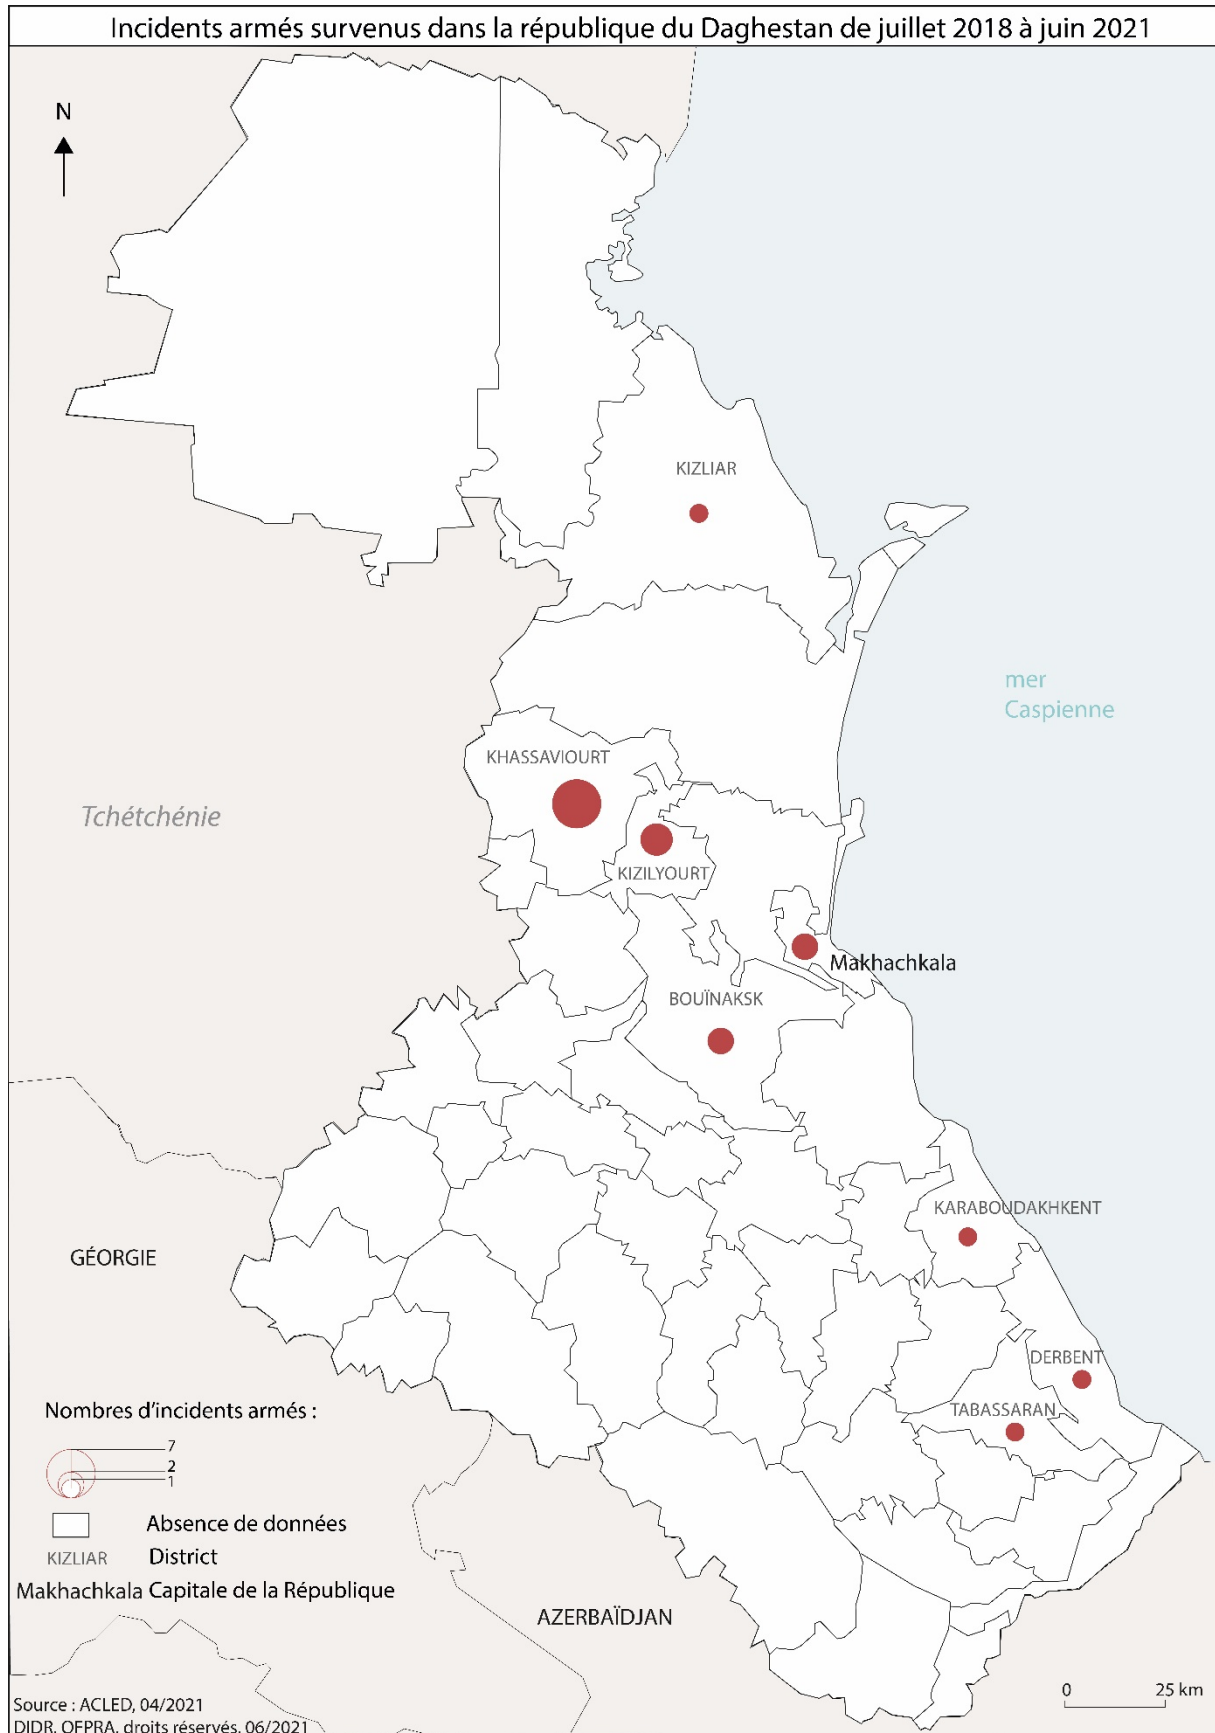 Incidents armés survenus dans la république du Daghestan de juillet 2018 à juin 2021
N
KIZLIAR
mer
Caspienne
KHASSAVIOURT
Tchétchénie
KIZILYOURT
Makhachkala
BOUÏNAKSK
KARABOUDAKHKENT
GÉORGIE
DERBENT
TABASSARAN
Nombres d'incidents armés :
7
2
1
Absence de données
KIZLIAR District
Makhachkala Capitale de la République
AZERBAÏDJAN
0 25 km
Source : ACLED, 04/2021
DIDR, OFPRA, droits réservés, 06/2021